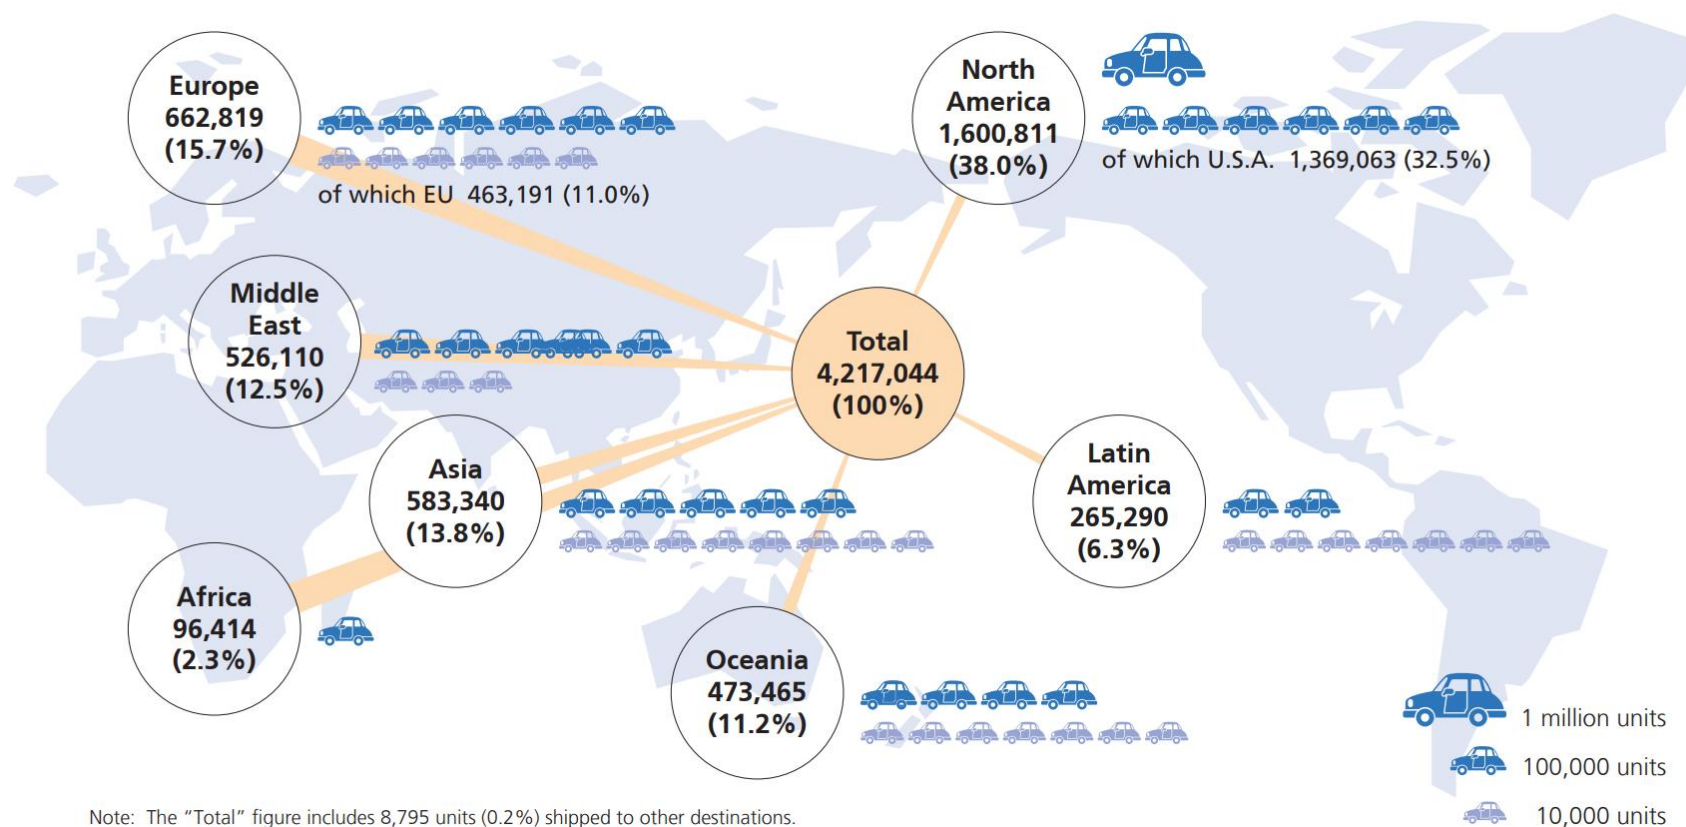 Europe
662,819
(15.7%)
of which EU  463,191 (11.0%)
North
America
1,600,811
(38.0%)
of which U.S.A.  1,369,063 (32.5%)
Middle
East
526,110
(12.5%)
Total
4,217,044
(100%)
Asia
583,340
(13.8%)
Latin
America
265,290
(6.3%)
Africa
96,414
(2.3%)
Oceania
473,465
(11.2%)
1 million units
100,000 units
10,000 units
Note:  The “Total” figure includes 8,795 units (0.2%) shipped to other destinations.